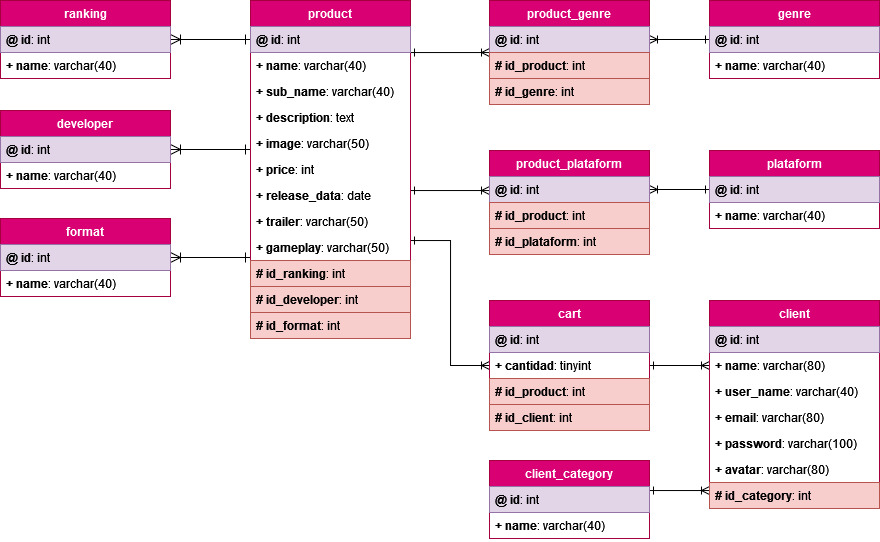 ranking
@ id: int
+ name: varchar(40)
developer
@ id: int
+ name: varchar(40)
format
@ id: int
+ name: varchar(40)
product
@ id: int
+ name: varchar(40)
+ sub_name: varchar(40)
+ description: text
+ image: varchar(50)
+ price: int
+ release_data: date
+ trailer: varchar(50)
+ gameplay: varchar(50)
# id_ranking: int
# id_developer: int
# id_format: int
product_genre
@ id: int
# id_product: int
# id_genre: int
genre
@ id: int
+ name: varchar(40)
product_plataform
@ id: int
# id_product: int
# id_plataform: int
plataform
@ id: int
+ name: varchar(40)
cart
@ id: int
+ cantidad: tinyint
# id_product: int
# id_client: int
client
@ id: int
+ name: varchar(80)
+ user_name: varchar(40)
+ email: varchar(80)
+ password: varchar(100)
+ avatar: varchar(80)
# id_category: int
client_category
@ id: int
+ name: varchar(40)